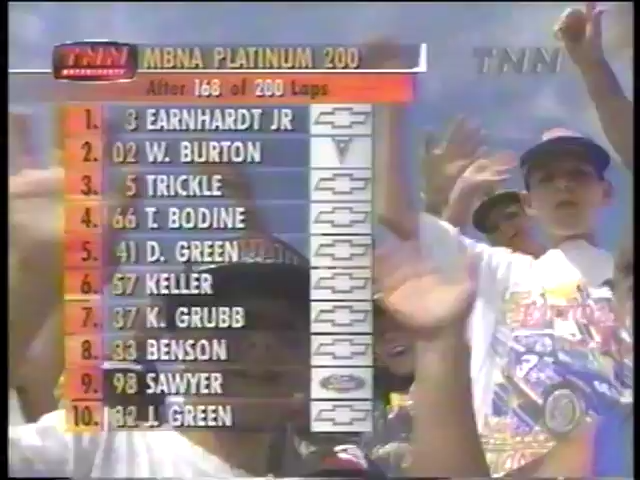 TNN MBNA PLATINUM 200 TNN
MOTORSPORTS
After 168 of 200 Laps
1. 3 EARNHARDT JR
2. 02 W. BURTON
3. 5 TRICKLE
4. 66 T. BODINE
5. 41 D. GREEN
6. 57 KELLER
7. 37 K. GRUBB
8. 33 BENSON
9. 98 SAWYER Ford
10. 32 J. GREEN